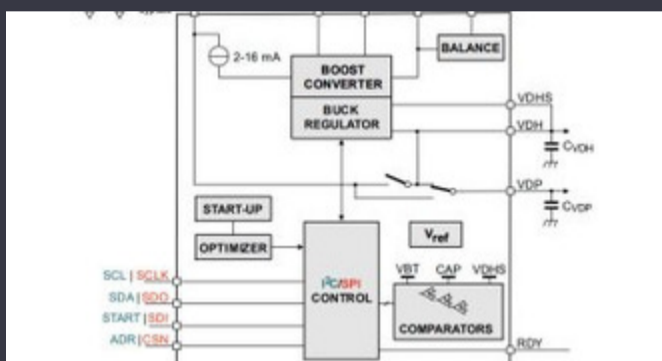 2-16 mA
BALANCE
BOOST
CONVERTER
BUCK
REGULATOR
VDHS
VDH
CVDH
VDP
CVDP
START-UP
OPTIMIZER
Vref
SCL | SCLK
SDA | SDO
START | SDI
ADR | CSN
I²C/SPI
CONTROL
VBT CAP VDHS
COMPARATORS
RDY